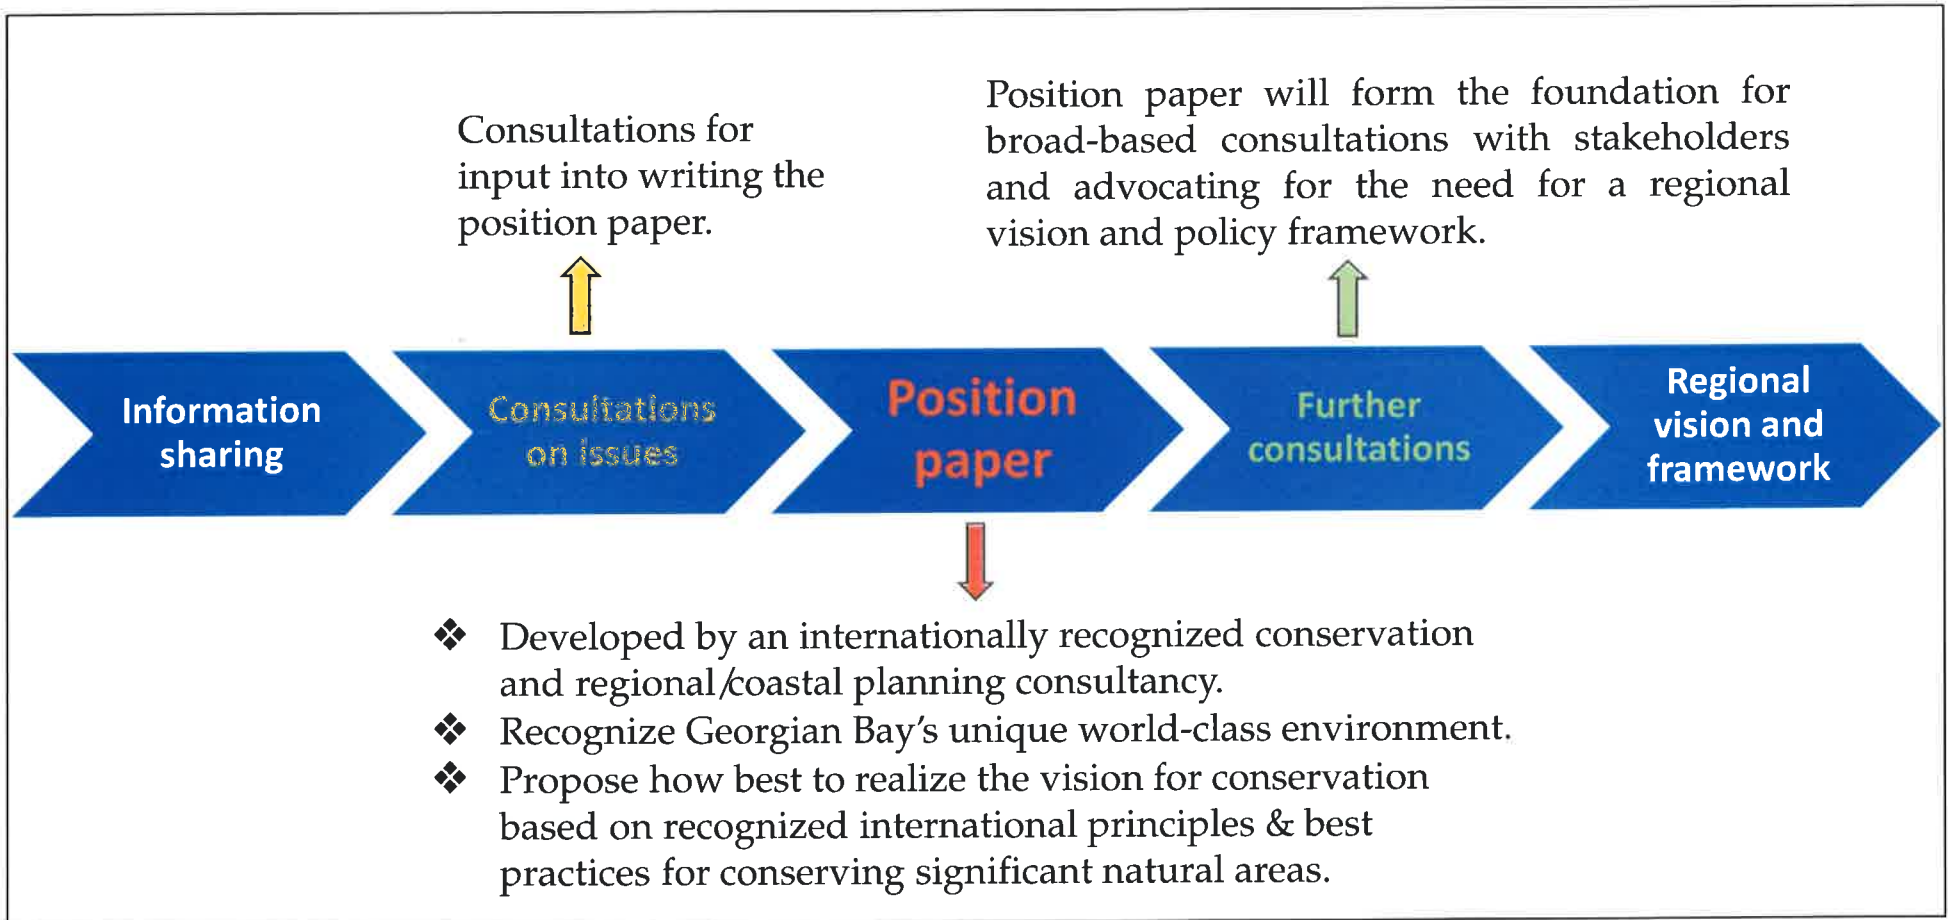 Consultations for
input into writing the
position paper.
Position paper will form the foundation for
broad-based consultations with stakeholders
and advocating for the need for a regional
vision and policy framework.
Information
sharing
Consultations
on issues
Position
paper
Further
consultations
Regional
vision and
framework
❖ Developed by an internationally recognized conservation
and regional/coastal planning consultancy.
❖ Recognize Georgian Bay's unique world-class environment.
❖ Propose how best to realize the vision for conservation
based on recognized international principles & best
practices for conserving significant natural areas.